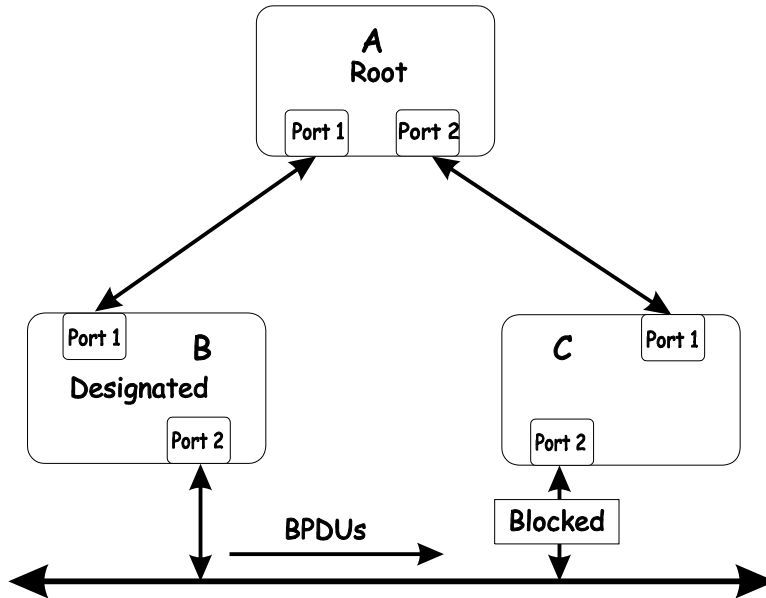 A
Root
Port 1
Port 2
Port 1
B
Designated
Port 2
C
Port 1
Port 2
Blocked
BPDUs